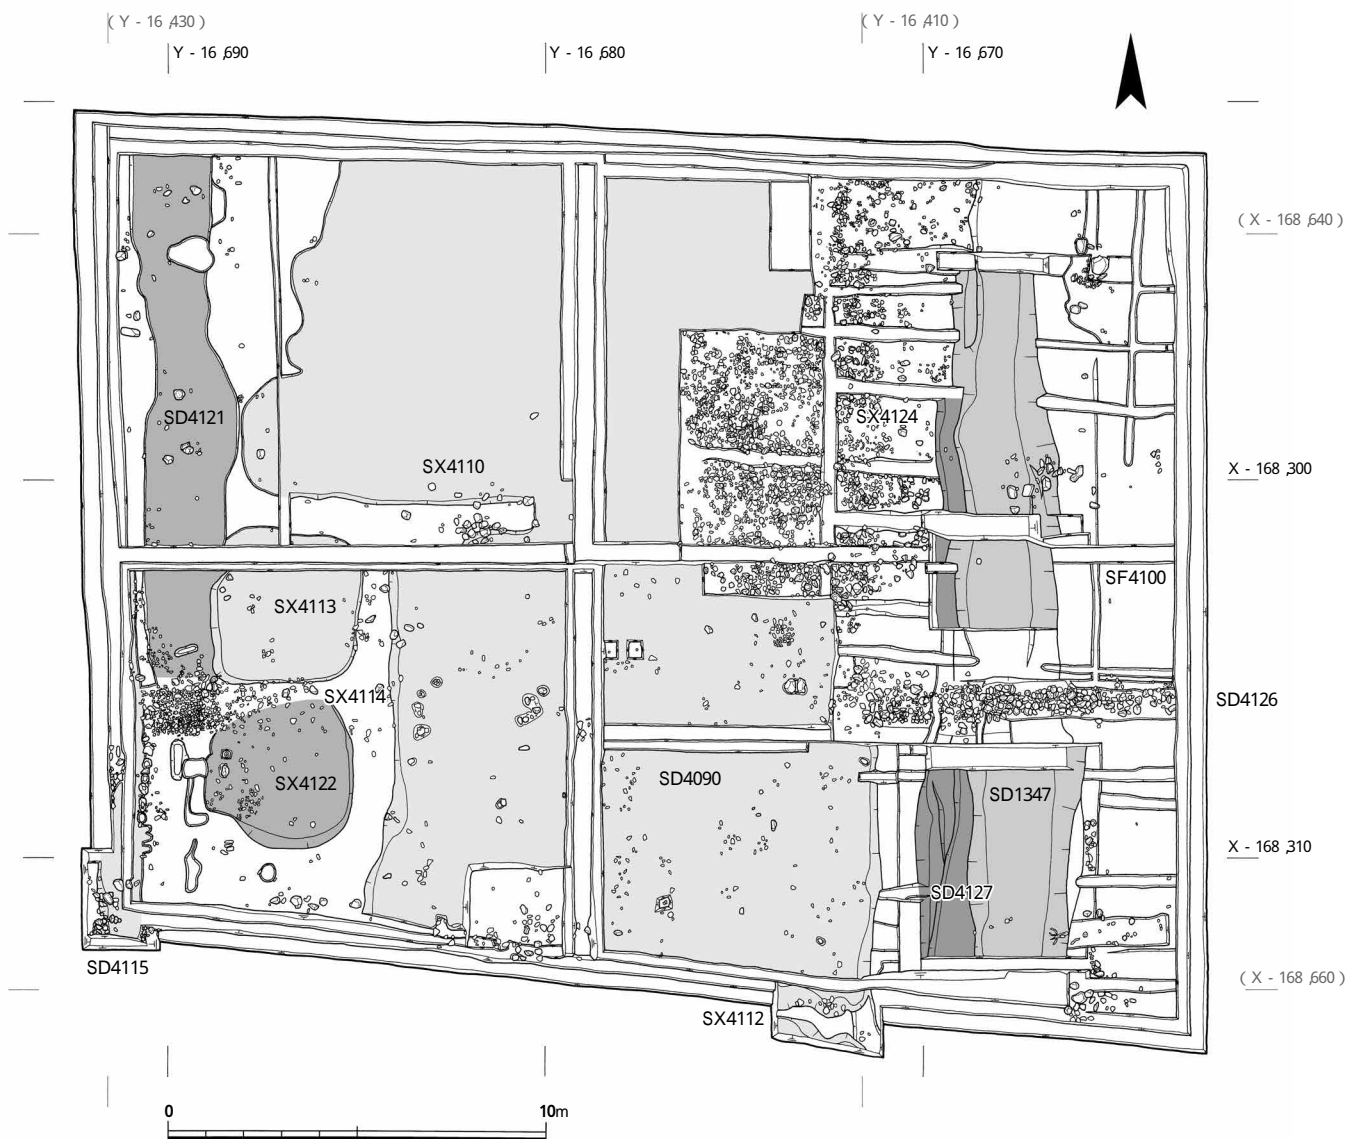 ( Y - 16 ,430)
( Y - 16 ,410)
Y - 16 ,690
Y - 16 ,680
Y - 16 ,670
( X - 168 ,640)
SD4121
SX4124
SX4110
X - 168 ,300
SX4113
SF4100
SX4114
SD4126
SX4122
SD4090
SD1347
X - 168 ,310
SD4127
SD4115
( X - 168 ,660)
SX4112
0
10m